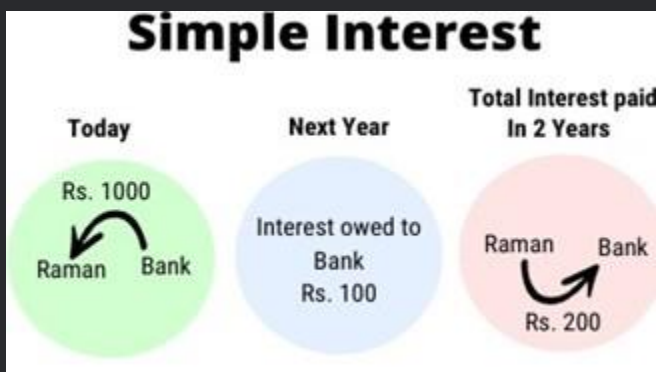 Simple Interest
Today
Rs. 1000
Raman Bank
Next Year
Interest owed to
Bank
Rs. 100
Total Interest paid
In 2 Years
Raman Bank
Rs. 200